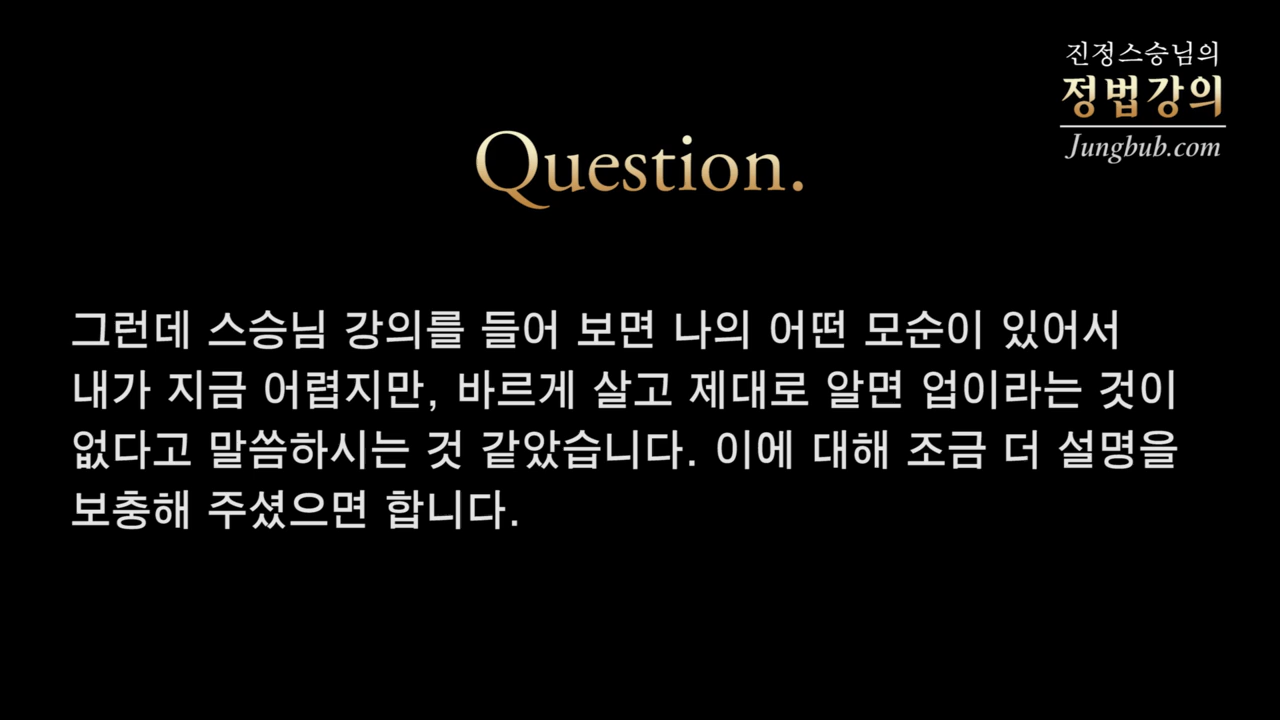 진정스승님의
정법강의
Jungbub.com
Question.
그런데 스승님 강의를 들어 보면 나의 어떤 모순이 있어서
내가 지금 어렵지만, 바르게 살고 제대로 알면 업이라는 것이
없다고 말씀하시는 것 같았습니다. 이에 대해 조금 더 설명을
보충해 주셨으면 합니다.